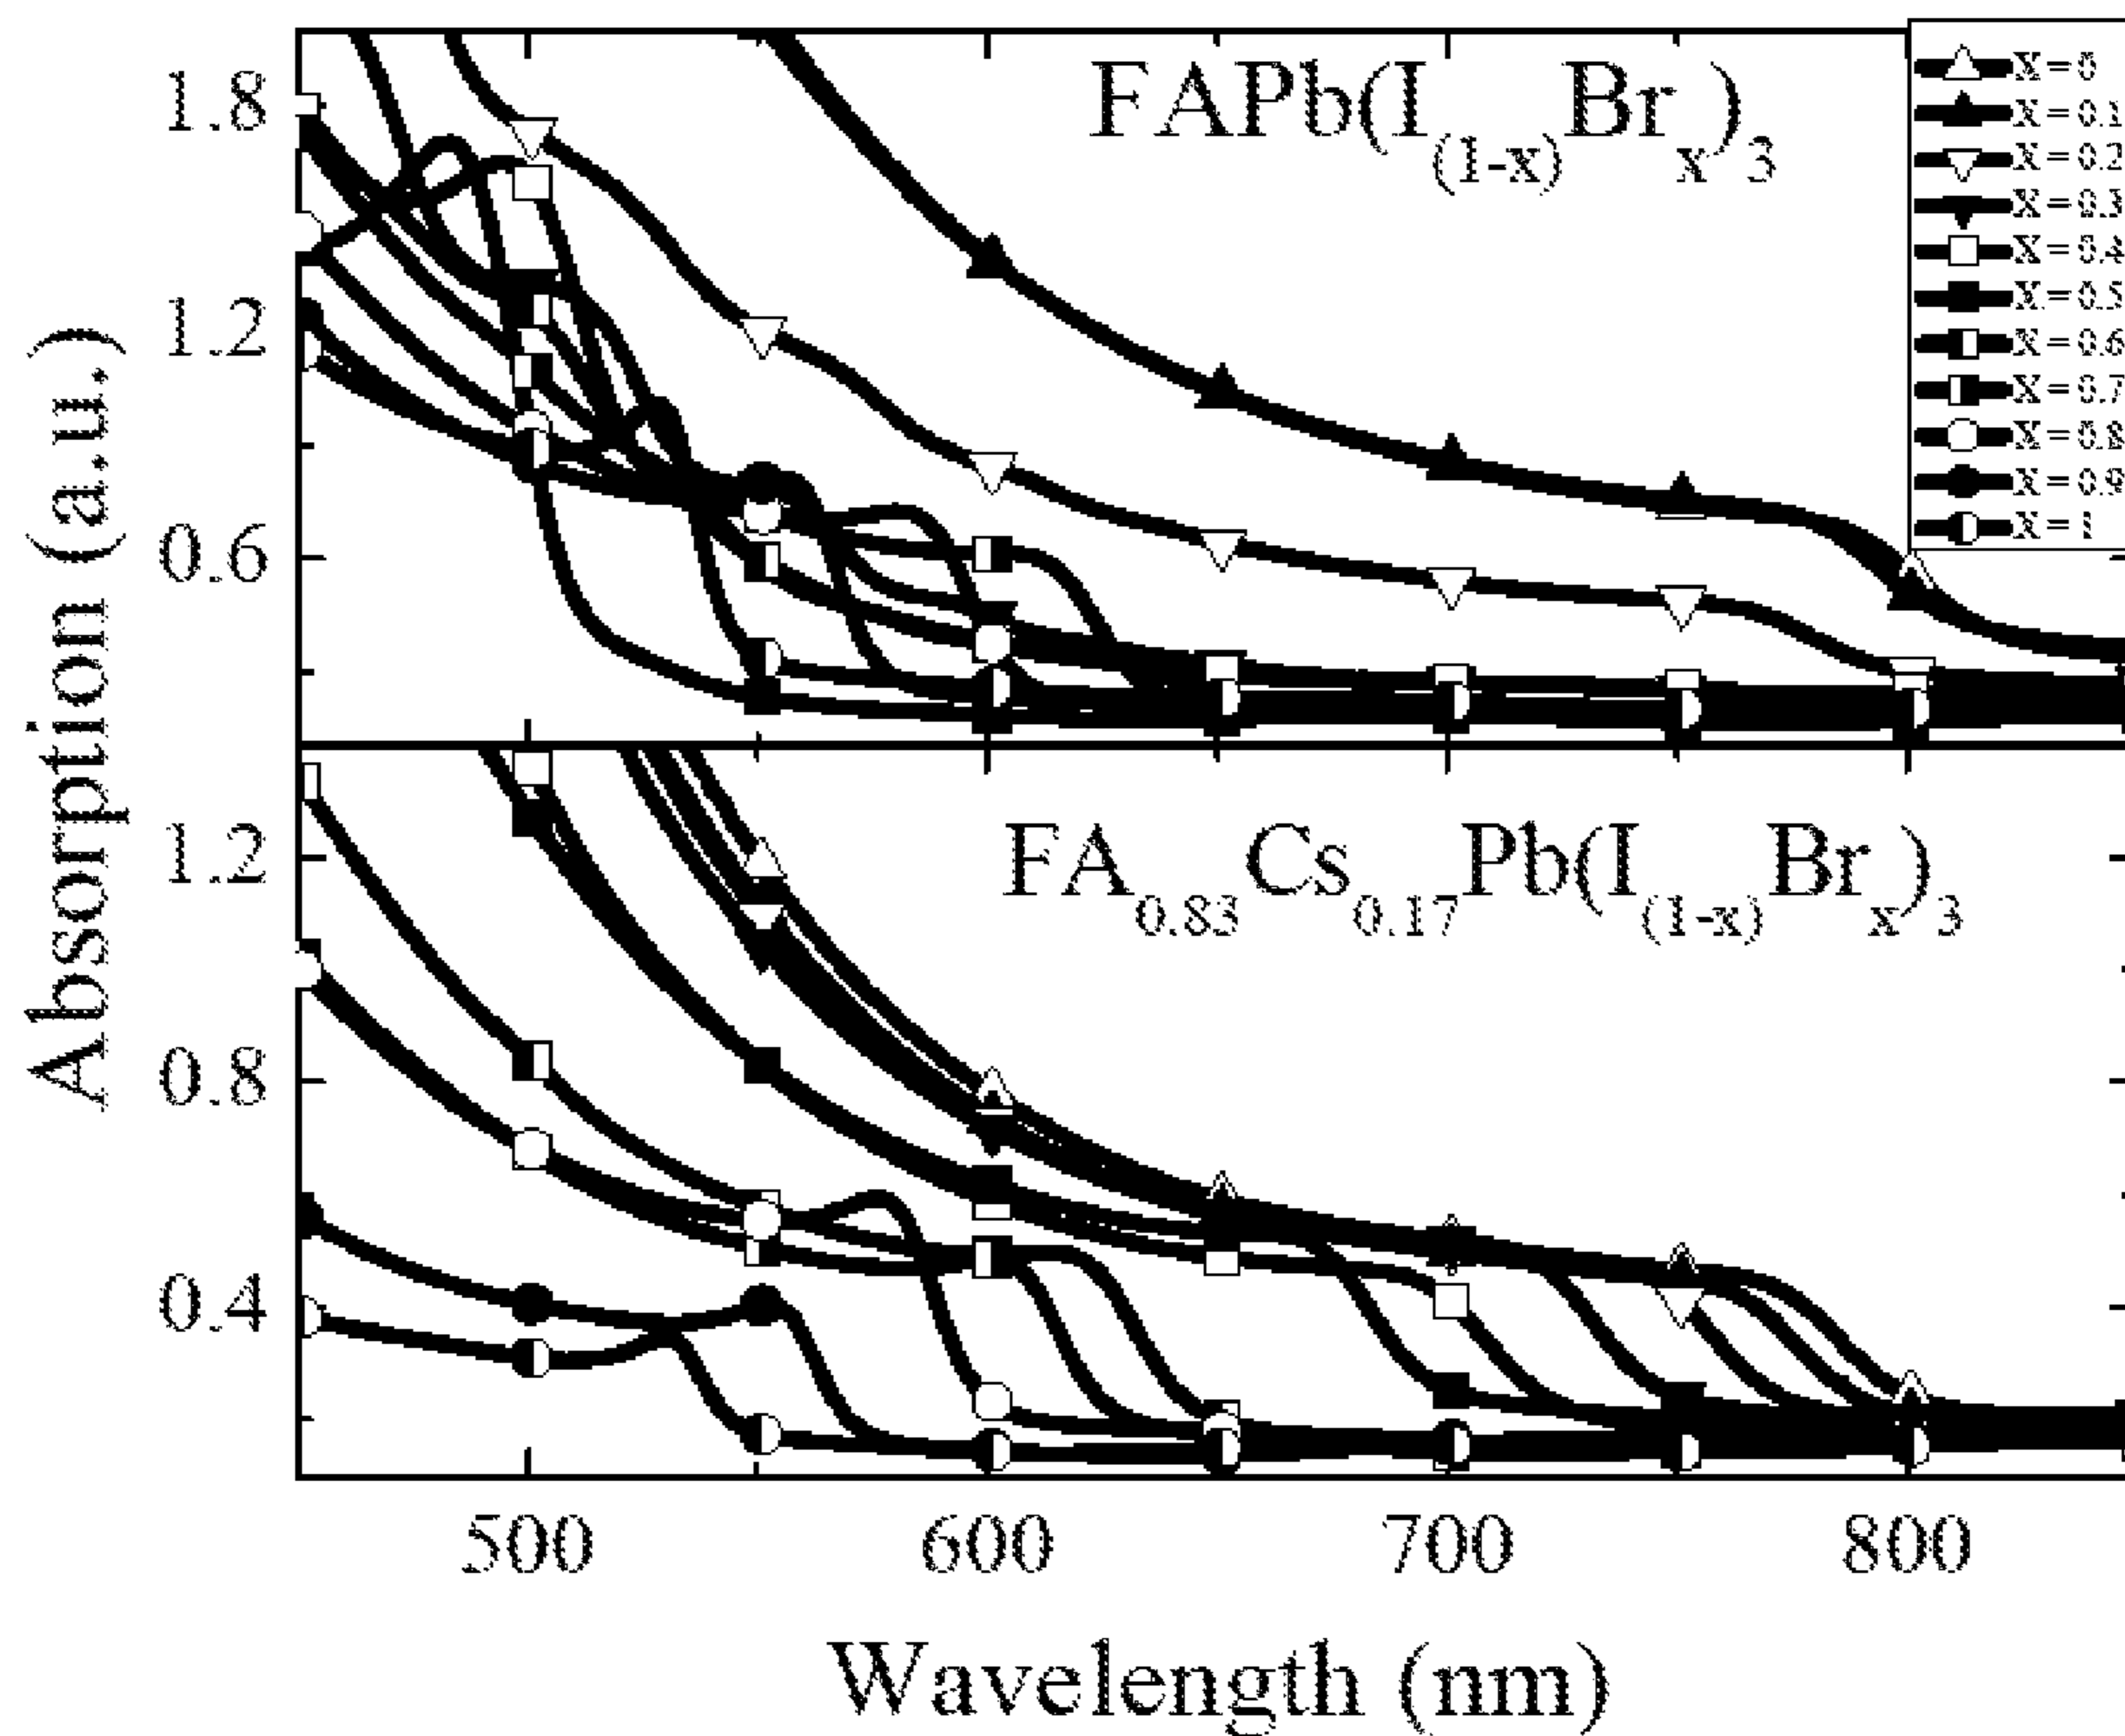 FAPb(I(1-x)Brx)3
X=0
X=0.1
X=0.2
X=0.3
X=0.4
X=0.5
X=0.6
X=0.7
X=0.8
X=0.9
X=1
1.8
1.2
0.6
Absorption (a.u.)
FA0.83Cs0.17Pb(I(1-x)Brx)3
1.2
0.8
0.4
500 600 700 800
Wavelength (nm)